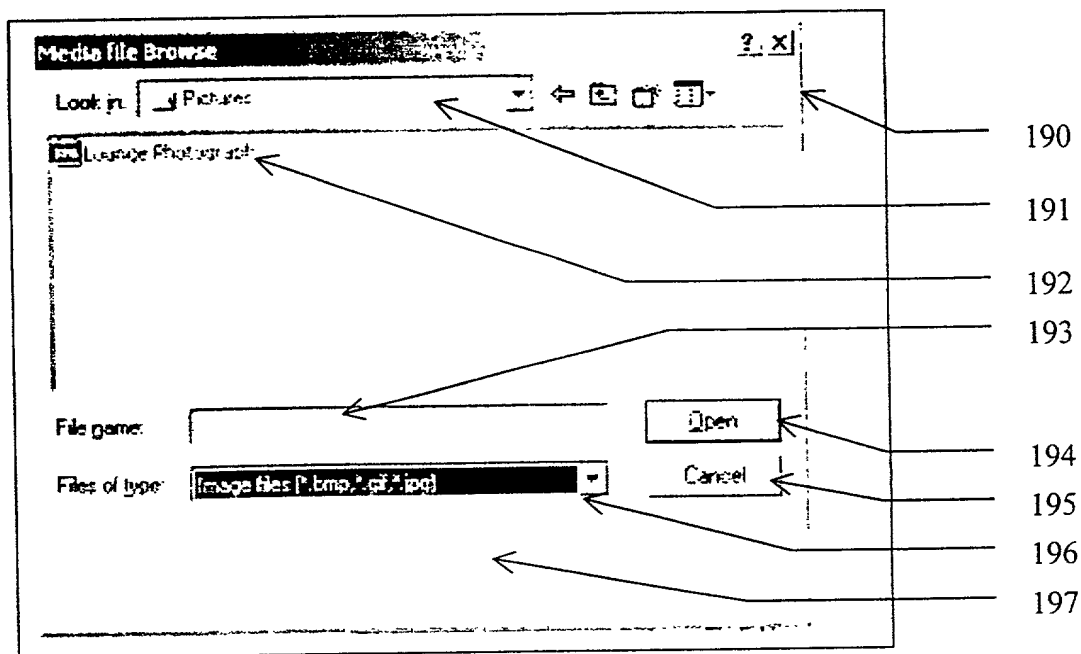 Media file Browse ? X
Look in: Pictures
Lounge Photograph
File name:
Open
Files of type: Image files (*.bmp,*.gif,*.jpg)
Cancel
190
191
192
193
194
195
196
197